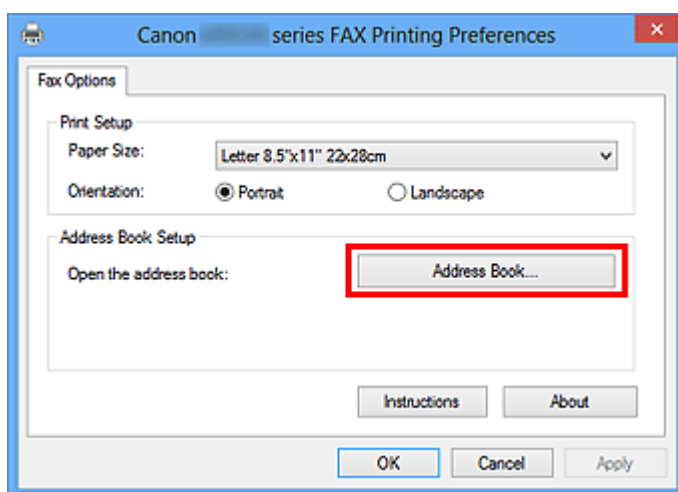 Canon series FAX Printing Preferences
Fax Options
Print Setup
Paper Size: Letter 8.5"x11" 22x28cm
Orientation: Portrait Landscape
Address Book Setup
Open the address book: Address Book...
Instructions About
OK Cancel Apply